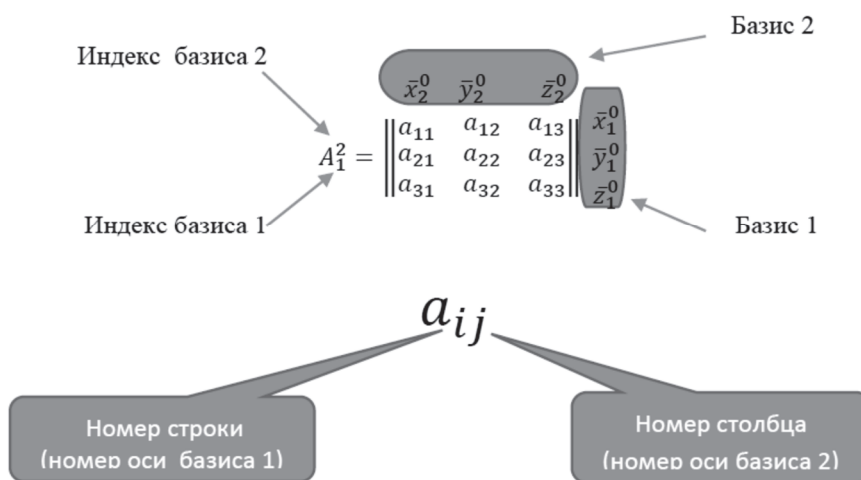 Базис 2
Индекс базиса 2
x̄₂⁰ ȳ₂⁰ z̄₂⁰
A₁² = ‖ a₁₁ a₁₂ a₁₃ ‖ x̄₁⁰
a₂₁ a₂₂ a₂₃ ȳ₁⁰
a₃₁ a₃₂ a₃₃ z̄₁⁰
Индекс базиса 1
Базис 1
aᵢⱼ
Номер строки
(номер оси базиса 1)
Номер столбца
(номер оси базиса 2)